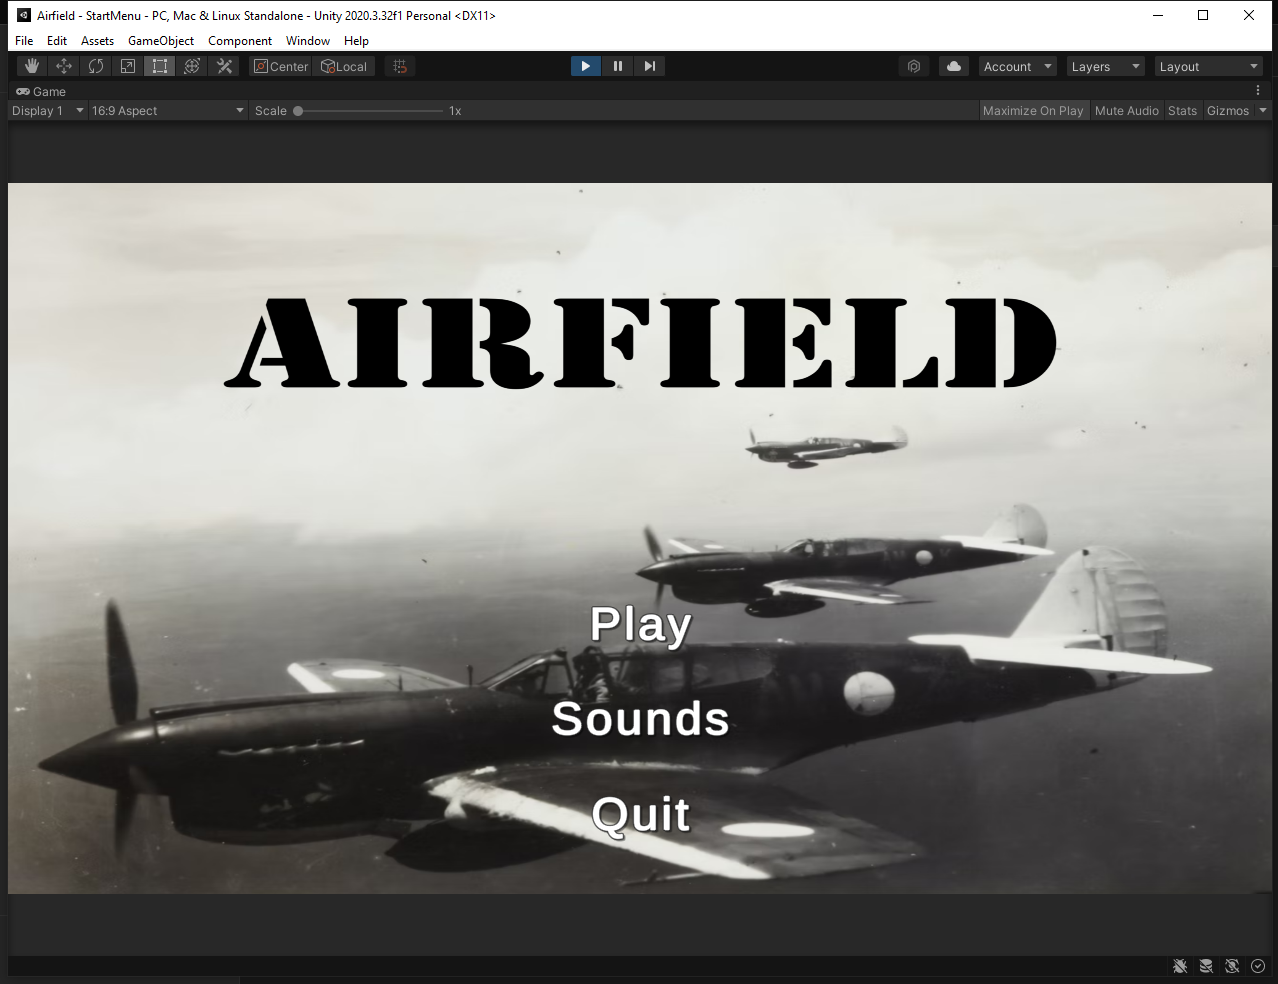 Airfield - StartMenu - PC, Mac & Linux Standalone - Unity 2020.3.32f1 Personal <DX11>
File Edit Assets GameObject Component Window Help
Center Local Account Layers Layout
Game
Display 1 16:9 Aspect Scale 1x Maximize On Play Mute Audio Stats Gizmos
AIRFIELD
Play
Sounds
Quit